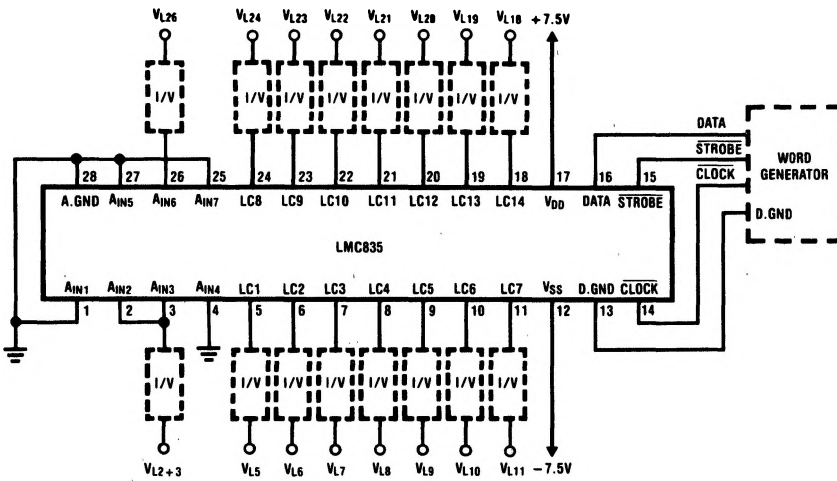 VL26 VL24 VL23 VL22 VL21 VL20 VL19 VL18 +7.5V
I/V I/V I/V I/V I/V I/V I/V I/V
DATA
STROBE
CLOCK
WORD
GENERATOR
D.GND
28 27 26 25 24 23 22 21 20 19 18 17 16 15
A.GND AIN5 AIN6 AIN7 LC8 LC9 LC10 LC11 LC12 LC13 LC14 VDD DATA STROBE
LMC835
AIN1 AIN2 AIN3 AIN4 LC1 LC2 LC3 LC4 LC5 LC6 LC7 VSS D.GND CLOCK
1 2 3 4 5 6 7 8 9 10 11 12 13 14
I/V I/V I/V I/V I/V I/V I/V I/V
VL2+3 VL5 VL6 VL7 VL8 VL9 VL10 VL11 −7.5V